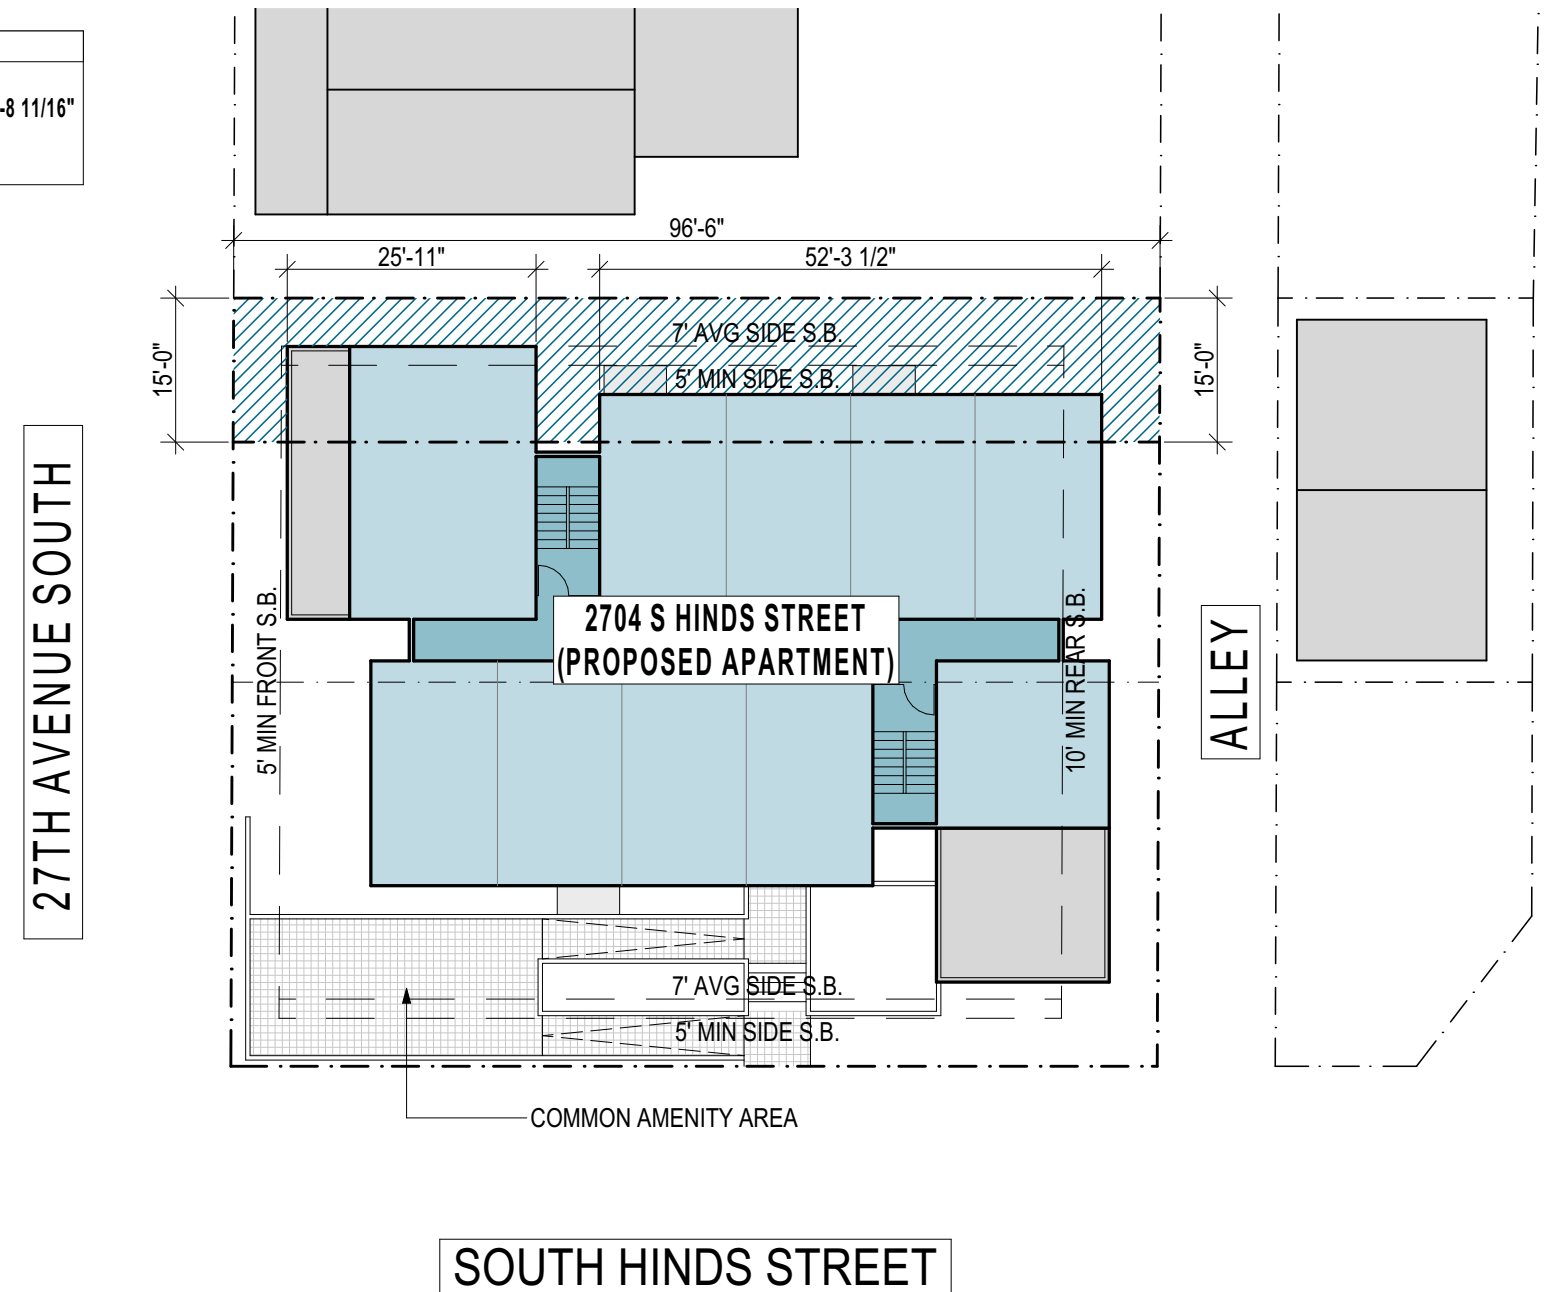 -8 11/16"
96'-6"
25'-11"
52'-3 1/2"
7' AVG SIDE S.B.
5' MIN SIDE S.B.
15'-0"
15'-0"
27TH AVENUE SOUTH
5' MIN FRONT S.B.
2704 S HINDS STREET
(PROPOSED APARTMENT)
10' MIN REAR S.B.
ALLEY
7' AVG SIDE S.B.
5' MIN SIDE S.B.
COMMON AMENITY AREA
SOUTH HINDS STREET